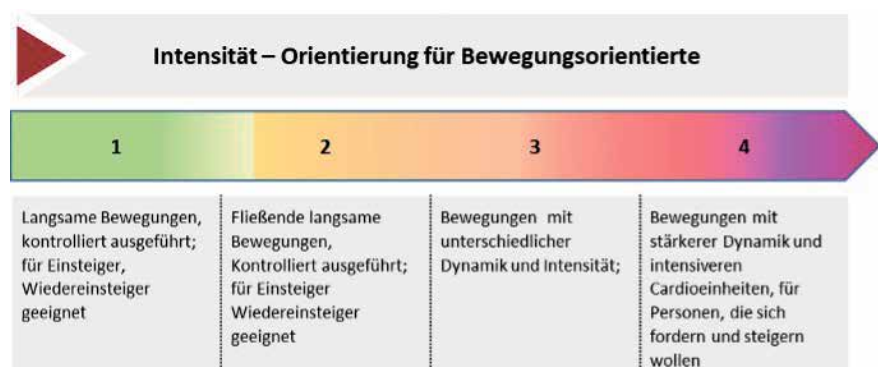 Intensität – Orientierung für Bewegungsorientierte
1
2
3
4
Langsame Bewegungen,
kontrolliert ausgeführt;
für Einsteiger,
Wiedereinsteiger
geeignet
Fließende langsame
Bewegungen,
Kontrolliert ausgeführt;
für Einsteiger
Wiedereinsteiger
geeignet
Bewegungen mit
unterschiedlicher
Dynamik und Intensität;
Bewegungen mit
stärkerer Dynamik und
intensiveren
Cardioeinheiten, für
Personen, die sich
fordern und steigern
wollen